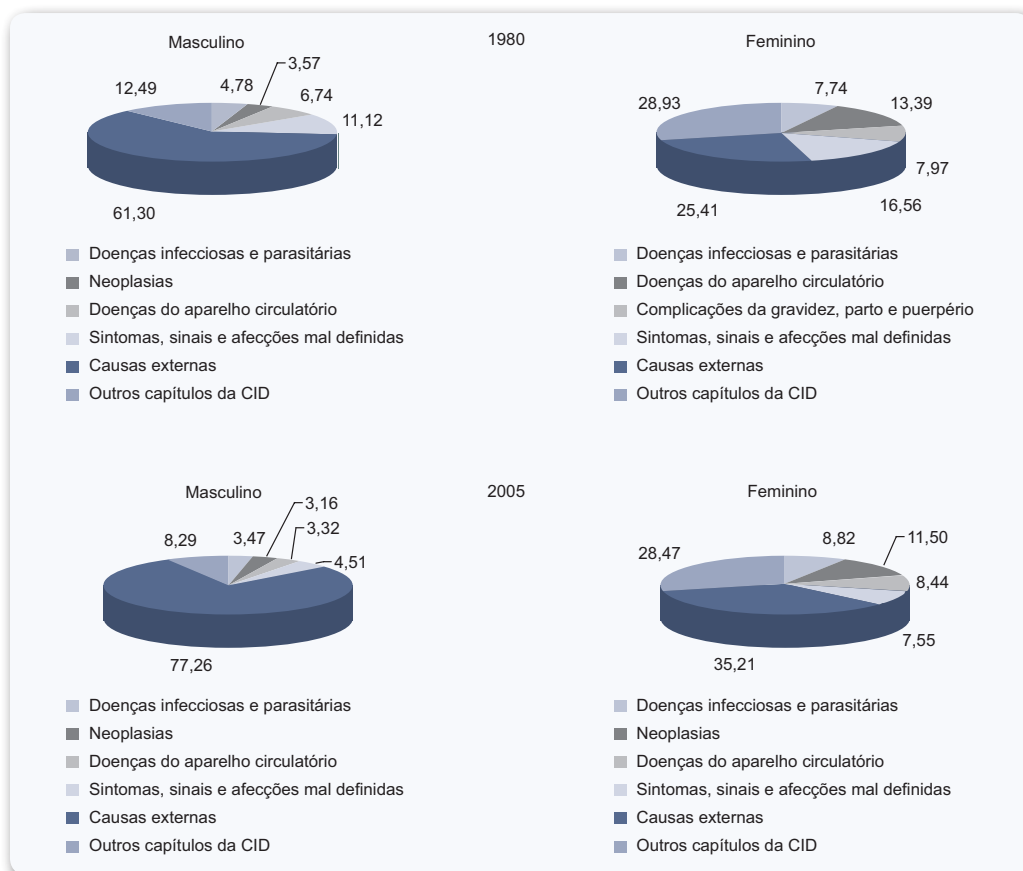 Masculino
1980
Feminino
3,57
12,49
4,78
6,74
11,12
61,30
7,74
28,93
13,39
7,97
16,56
25,41
Doenças infecciosas e parasitárias
Neoplasias
Doenças do aparelho circulatório
Sintomas, sinais e afecções mal definidas
Causas externas
Outros capítulos da CID
Doenças infecciosas e parasitárias
Doenças do aparelho circulatório
Complicações da gravidez, parto e puerpério
Sintomas, sinais e afecções mal definidas
Causas externas
Outros capítulos da CID
Masculino
2005
Feminino
3,16
8,29
3,47
3,32
4,51
77,26
8,82
11,50
28,47
8,44
7,55
35,21
Doenças infecciosas e parasitárias
Neoplasias
Doenças do aparelho circulatório
Sintomas, sinais e afecções mal definidas
Causas externas
Outros capítulos da CID
Doenças infecciosas e parasitárias
Neoplasias
Doenças do aparelho circulatório
Sintomas, sinais e afecções mal definidas
Causas externas
Outros capítulos da CID